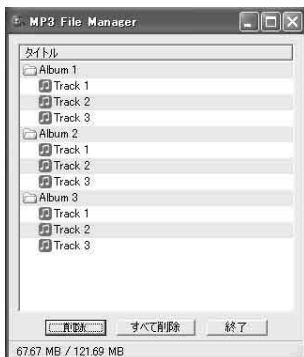 MP3 File Manager
タイトル
Album 1
Track 1
Track 2
Track 3
Album 2
Track 1
Track 2
Track 3
Album 3
Track 1
Track 2
Track 3
削除 すべて削除 終了
67.67 MB / 121.69 MB